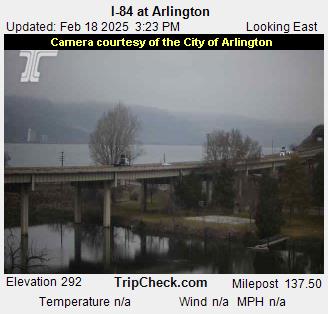 I-84 at Arlington
Updated: Feb 18 2025 3:23 PM Looking East
Camera courtesy of the City of Arlington
Elevation 292 TripCheck.com Milepost 137.50
Temperature n/a Wind n/a MPH n/a